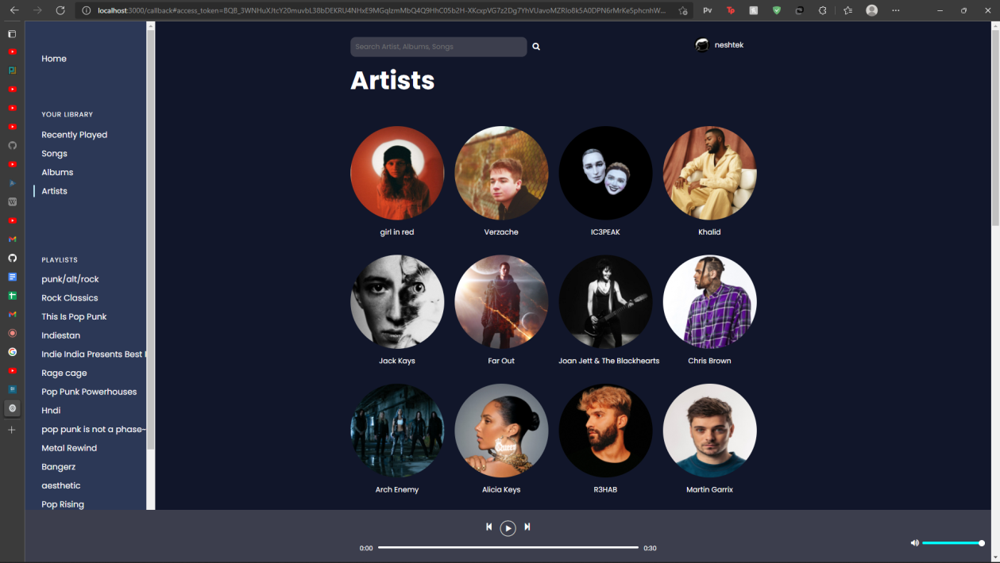 localhost:3000/callback#access_token=BQB_3WNHuXJtcY20muvbL38bDEKRU4NHxE9MGqlzmMbQ4Q9HhC05b2H-XKcxpVG7z2Dg7YhVUavoMZRIo8k5A0DPN6rMrKe5phcnhW...
Home
YOUR LIBRARY
Recently Played
Songs
Albums
Artists
PLAYLISTS
punk/alt/rock
Rock Classics
This Is Pop Punk
Indiestan
Indie India Presents Best
Rage cage
Pop Punk Powerhouses
Hndi
pop punk is not a phase~
Metal Rewind
Bangerz
aesthetic
Pop Rising
Search Artist, Albums, Songs
neshtek
Artists
girl in red
Verzache
IC3PEAK
Khalid
Jack Kays
Far Out
Joan Jett & The Blackhearts
Chris Brown
Arch Enemy
Alicia Keys
R3HAB
Martin Garrix
0:00
0:30